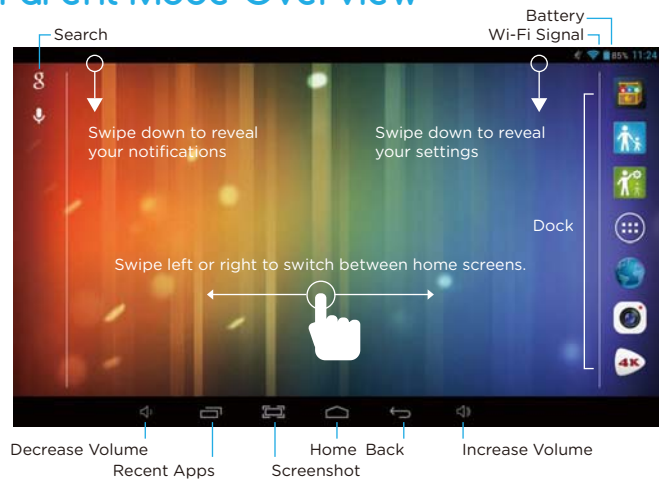 Parent Mode Overview
Battery
Search
Wi-Fi Signal
85% 11:24
g
Swipe down to reveal
your notifications
Swipe down to reveal
your settings
Dock
Swipe left or right to switch between home screens.
4K
Decrease Volume
Home
Back
Increase Volume
Recent Apps
Screenshot